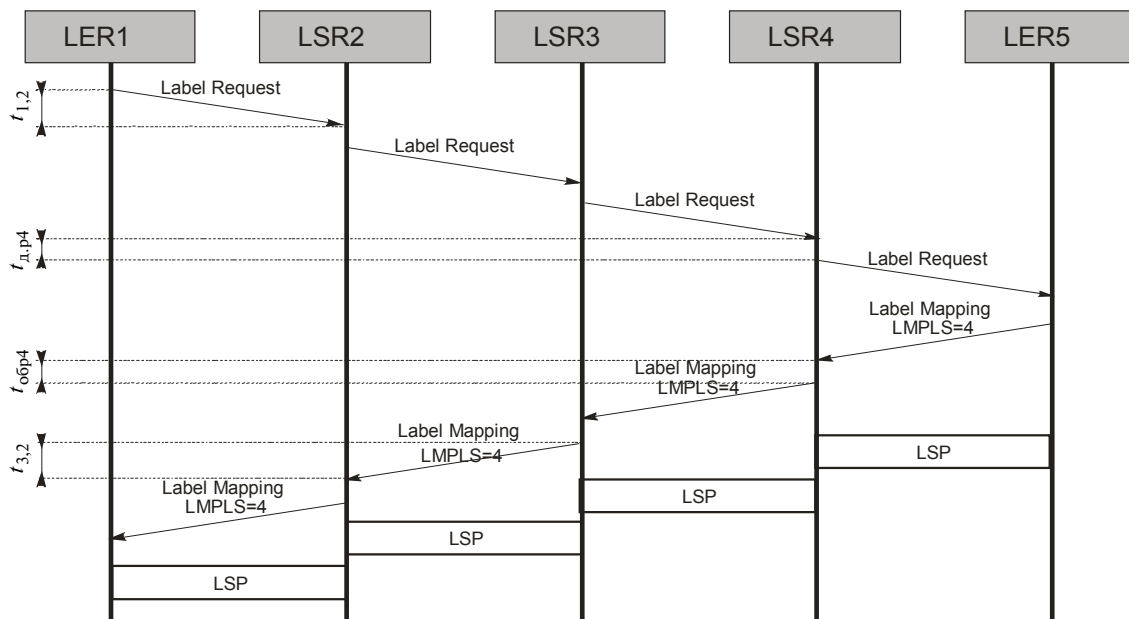 LER1
LSR2
LSR3
LSR4
LER5
Label Request
t1,2
Label Request
Label Request
tд.р4
Label Request
Label Mapping
LMPLS=4
tобр4
Label Mapping
LMPLS=4
Label Mapping
LMPLS=4
t3,2
LSP
Label Mapping
LMPLS=4
LSP
LSP
LSP